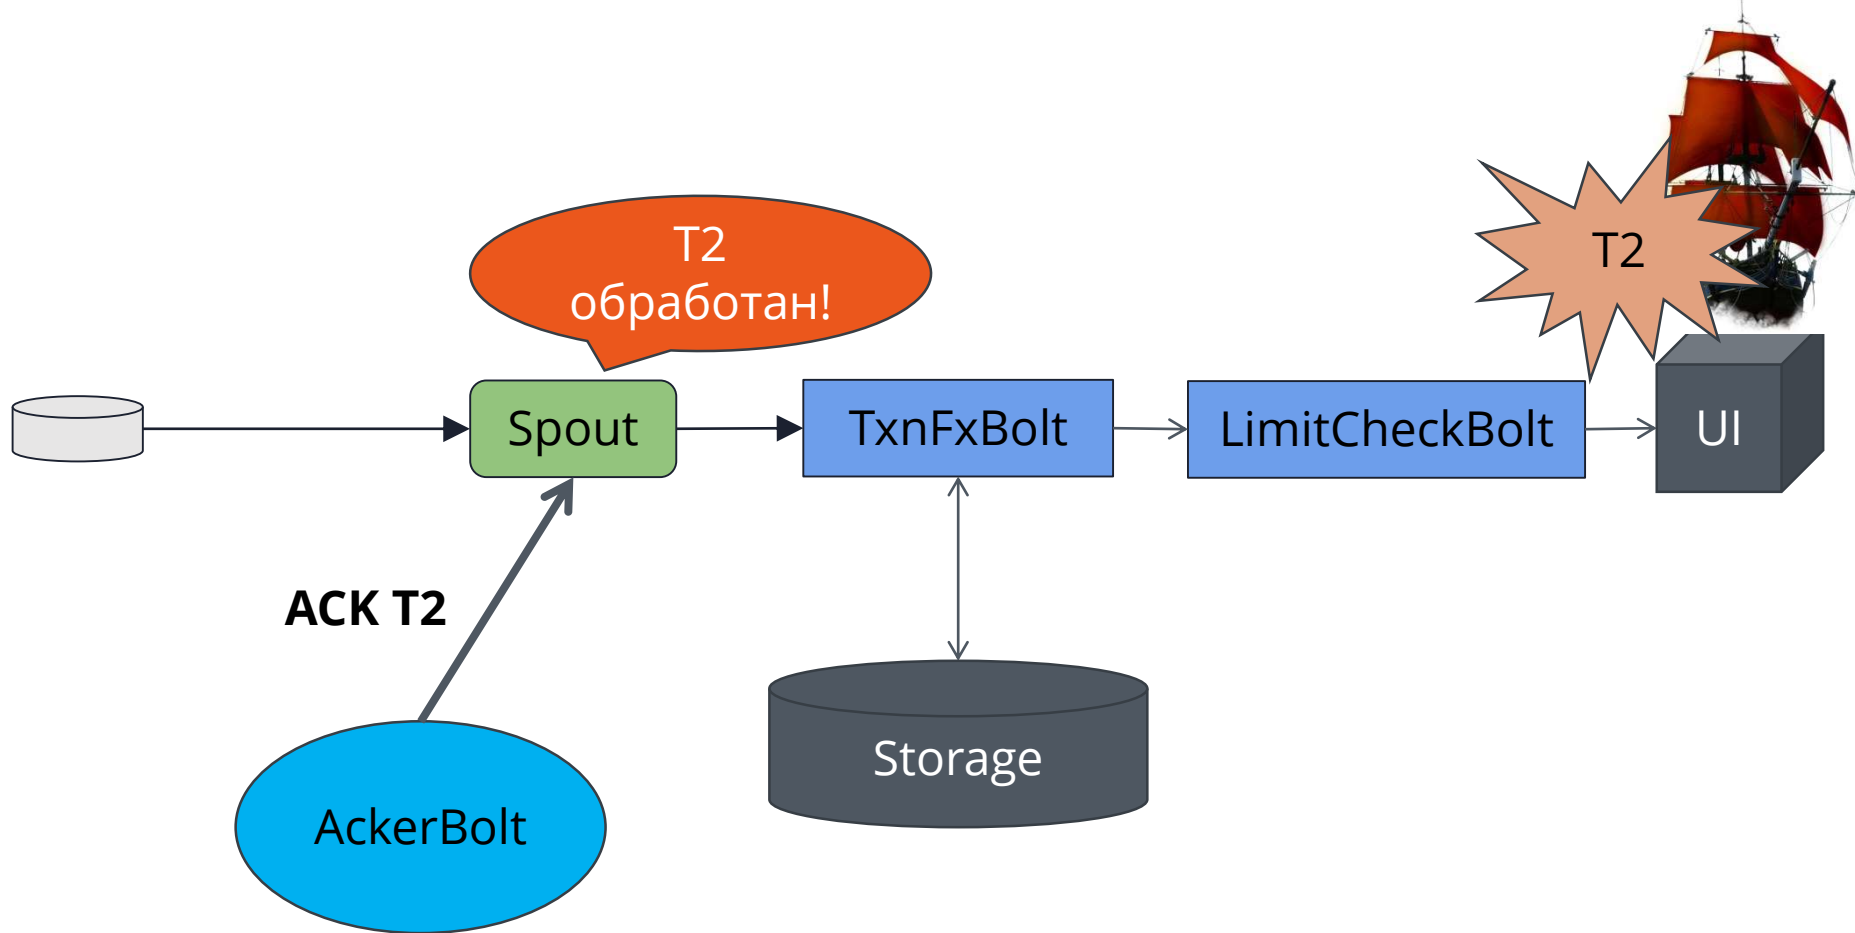 T2
обработан!
T2
Spout
TxnFxBolt
LimitCheckBolt
UI
ACK T2
Storage
AckerBolt